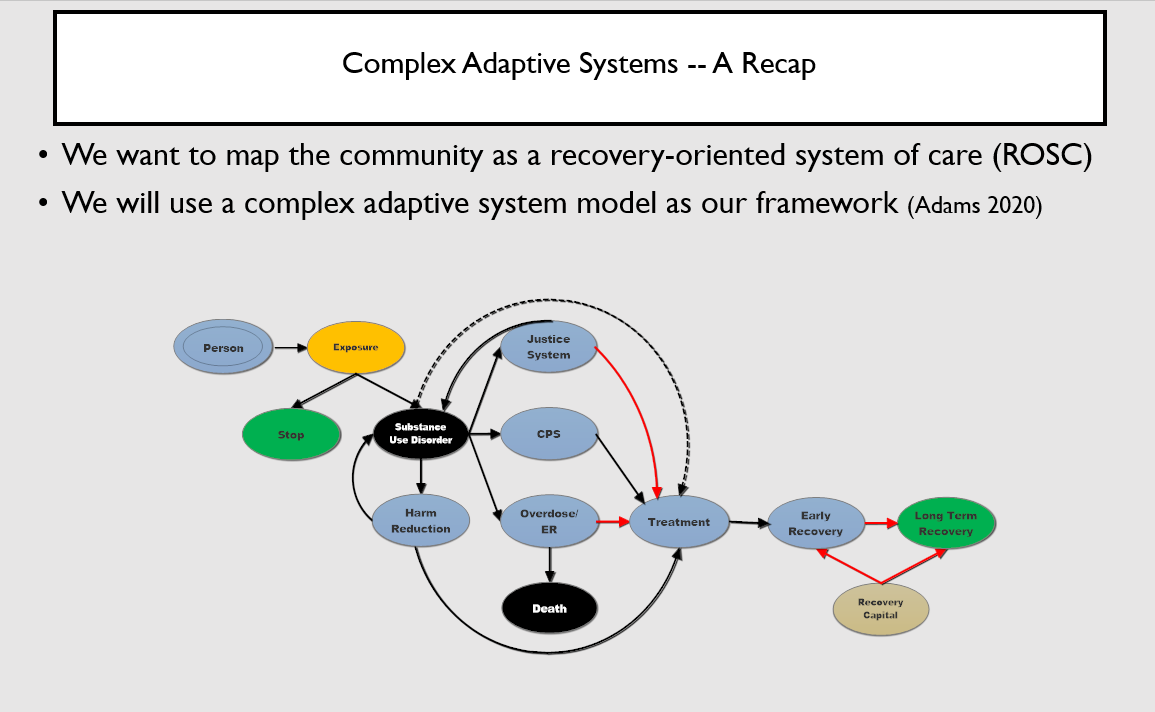 Complex Adaptive Systems -- A Recap
• We want to map the community as a recovery-oriented system of care (ROSC)
• We will use a complex adaptive system model as our framework (Adams 2020)
Person
Exposure
Justice
System
Stop
Substance
Use Disorder
CPS
Harm
Reduction
Overdose/
ER
Treatment
Early
Recovery
Long Term
Recovery
Death
Recovery
Capital